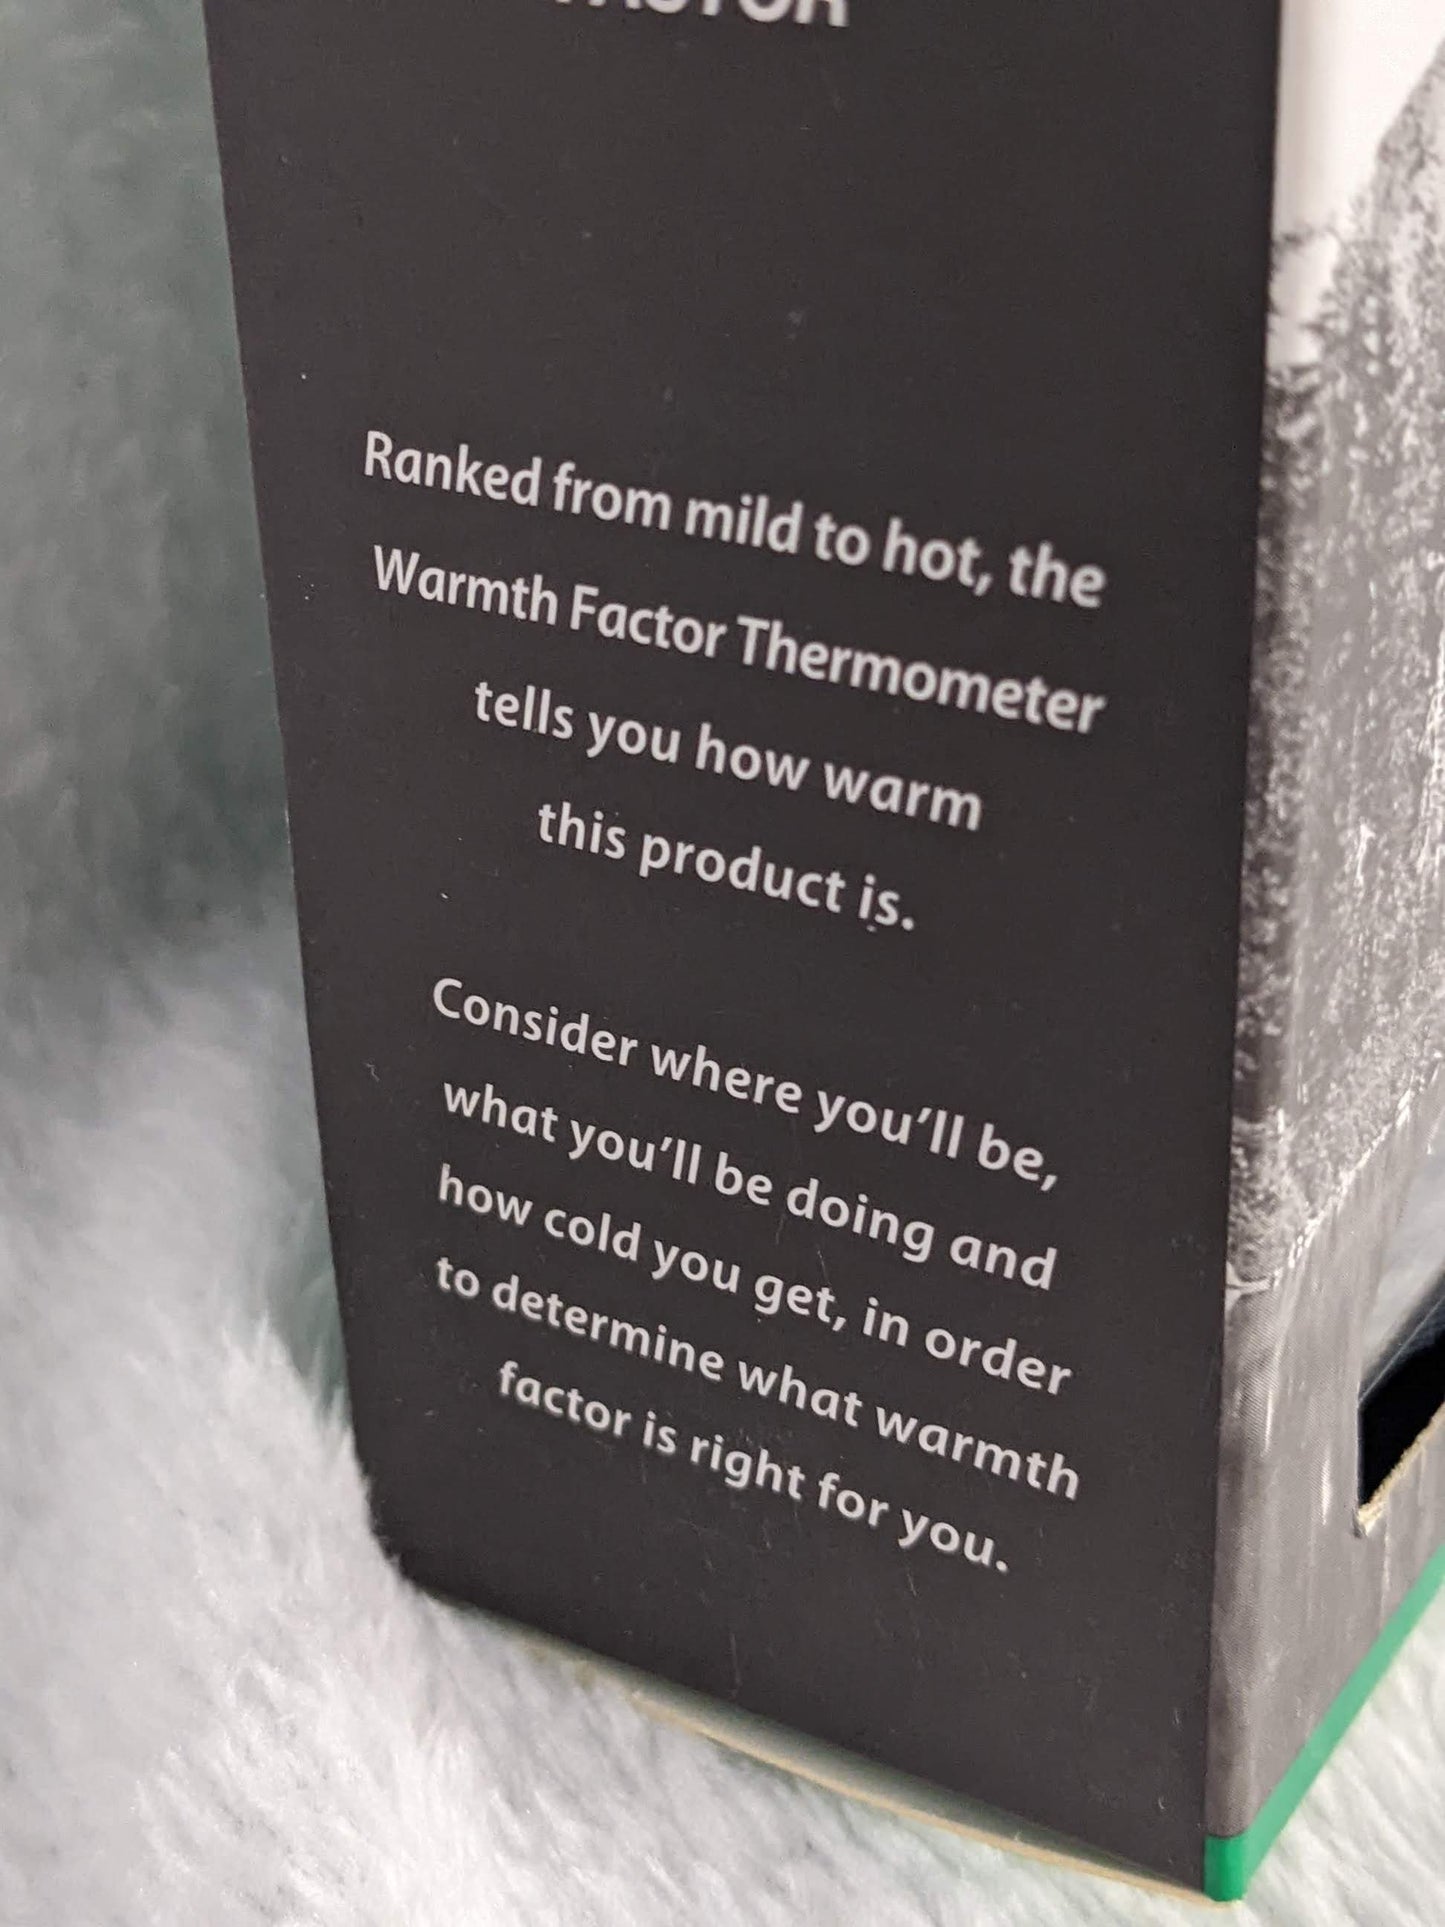 FACTOR
Ranked from mild to hot, the
Warmth Factor Thermometer
tells you how warm
this product is.
Consider where you’ll be,
what you’ll be doing and
how cold you get, in order
to determine what warmth
factor is right for you.